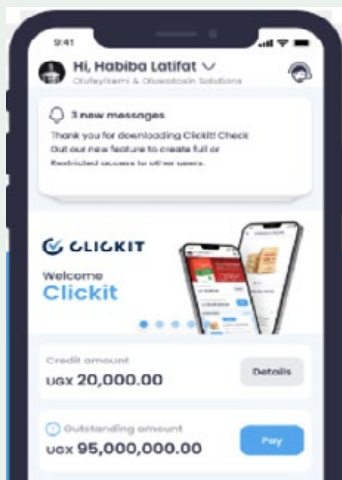 9:41
Hi, Habiba Latifat
Olufeyikemi & Oluwatosin Solutions
3 new messages
Thank you for downloading Clickit! Check
Out our new feature to create full or
Restricted access to other users.
CLICKIT
Welcome
Clickit
Credit amount
UGX 20,000.00
Details
Outstanding amount
UGX 95,000,000.00
Pay